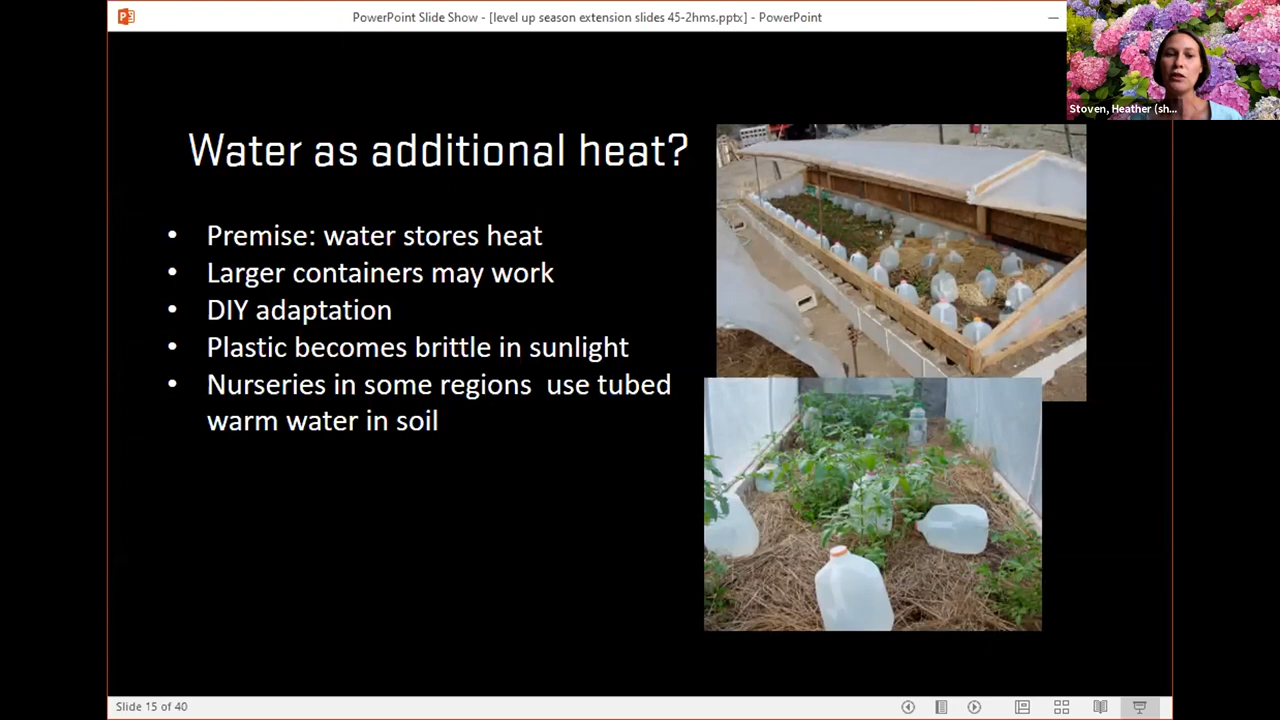 PowerPoint Slide Show - [level up season extension slides 45-2hms.pptx] - PowerPoint
Stoven, Heather (sh...
Water as additional heat?
• Premise: water stores heat
• Larger containers may work
• DIY adaptation
• Plastic becomes brittle in sunlight
• Nurseries in some regions  use tubed
warm water in soil
Slide 15 of 40